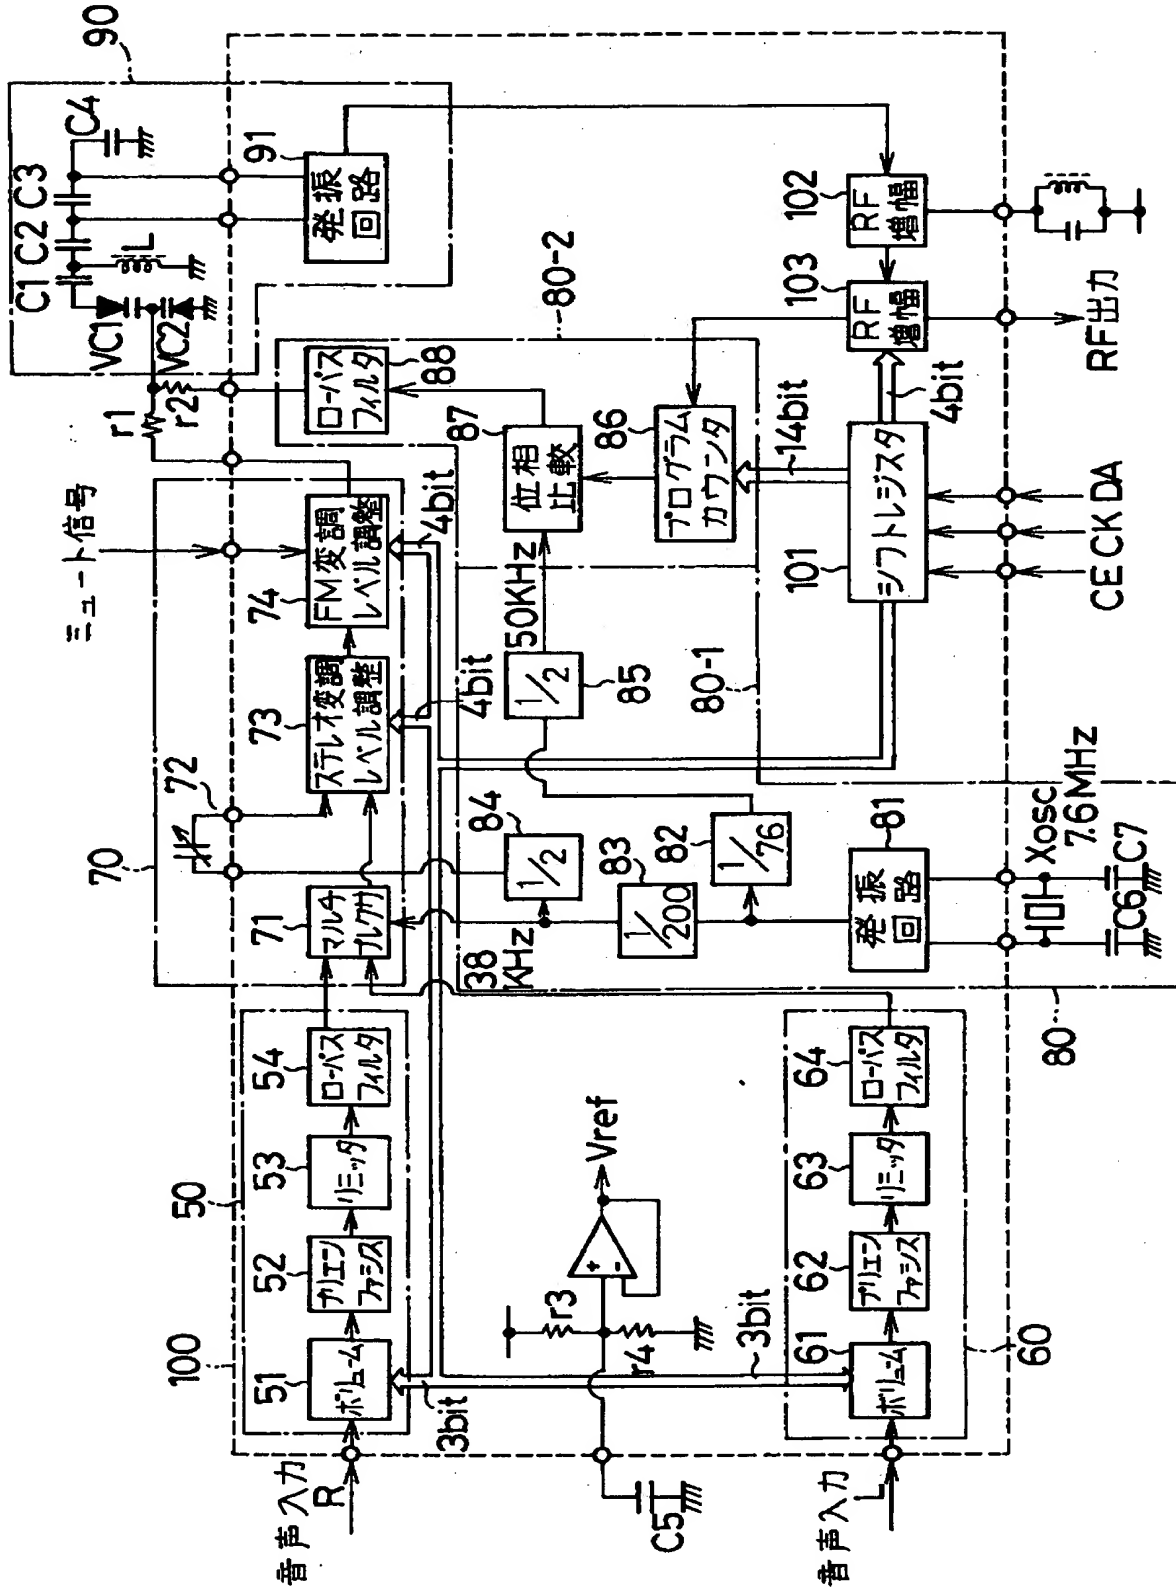 音声入力
R
100
50
51
ボリューム
52
プリエン
ファシス
53
リミッタ
54
ローパス
フィルタ
3bit
70
71
マルチ
プレクサ
72
73
ステレオ変調
レベル調整
4bit
74
FM変調
レベル調整
4bit
ミュート信号
r1
r2
VC1
VC2
C1
C2
C3
C4
L
90
91
発振
回路
38
KHz
84
1/2
83
1/200
82
1/76
85
1/2
50KHz
87
位相
比較
88
ローパス
フィルタ
80-2
80-1
86
プログラム
カウンタ
14bit
101
シフトレジスタ
4bit
103
RF
増幅
102
RF
増幅
RF出力
CE
CK
DA
81
発振
回路
Xosc
7.6MHz
C6
C7
80
C5
r3
r4
+
-
Vref
3bit
音声入力
L
60
61
ボリューム
62
プリエン
ファシス
63
リミッタ
64
ローパス
フィルタ